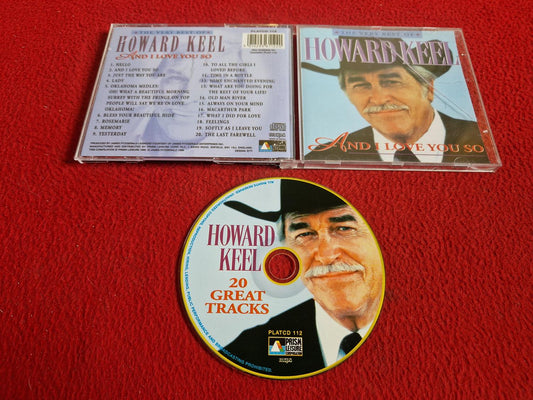 THE VERY BEST OF
PLATCD 112
HOWARD KEEL
AND I LOVE YOU SO
1. HELLO
2. AND I LOVE YOU SO
3. JUST THE WAY YOU ARE
4. LADY
5. OKLAHOMA MEDLEY
OH! WHAT A BEAUTIFUL MORNING
SURREY WITH THE FRINGE ON TOP
PEOPLE WILL SAY WE'RE IN LOVE
OKLAHOMA!
6. BLESS YOUR BEAUTIFUL HIDE
7. ROSEMARIE
8. MEMORY
9. YESTERDAY
10. TO ALL THE GIRLS I
LOVED BEFORE
11. TIME IN A BOTTLE
12. SOME ENCHANTED EVENING
13. WHAT ARE YOU DOING FOR
THE REST OF YOUR LIFE
14. OLD MAN RIVER
15. ALWAYS ON MY MIND
16. MACARTHUR PARK
17. WHAT I DID FOR LOVE
18. FEELINGS
19. SOFTLY AS I LEAVE YOU
20. THE LAST FAREWELL
THE VERY BEST OF
HOWARD KEEL
AND I LOVE YOU SO
HOWARD
KEEL
20
GREAT
TRACKS
PLATCD 112
PRISM
LEISURE
CORPORATION